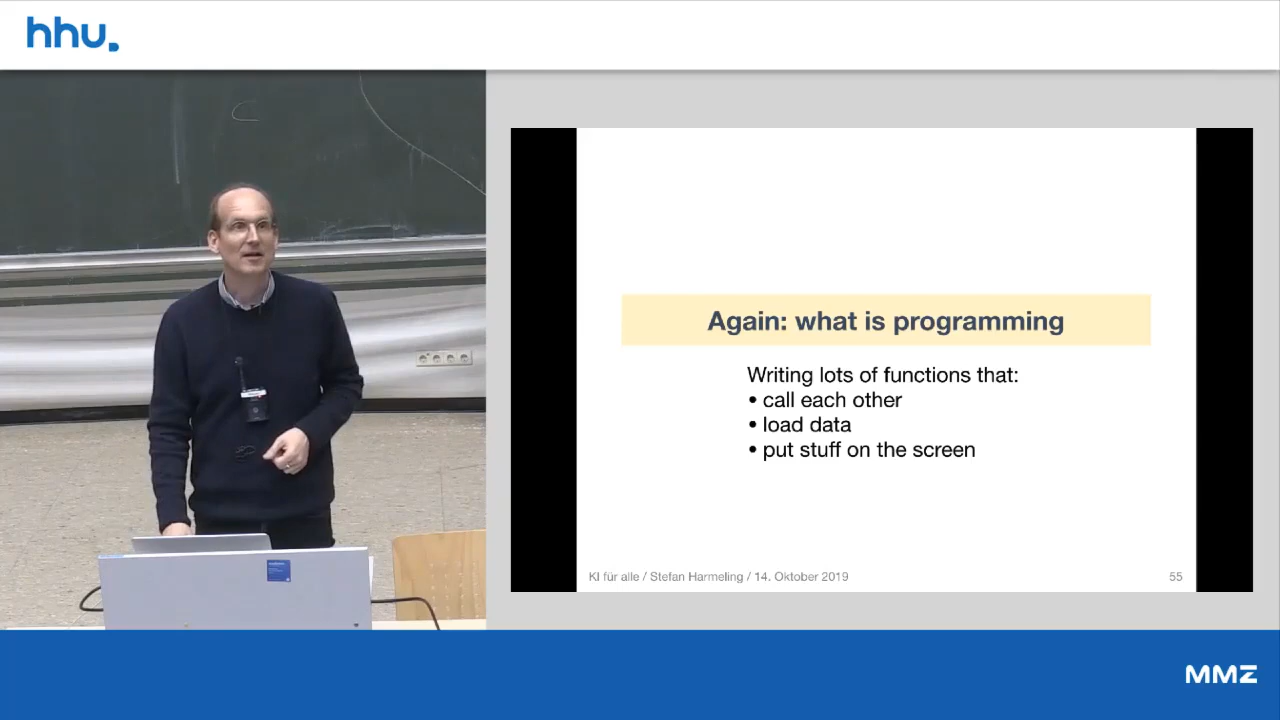 hhu.
Again: what is programming
Writing lots of functions that:
• call each other
• load data
• put stuff on the screen
KI für alle / Stefan Harmeling / 14. Oktober 2019
55
MMZ